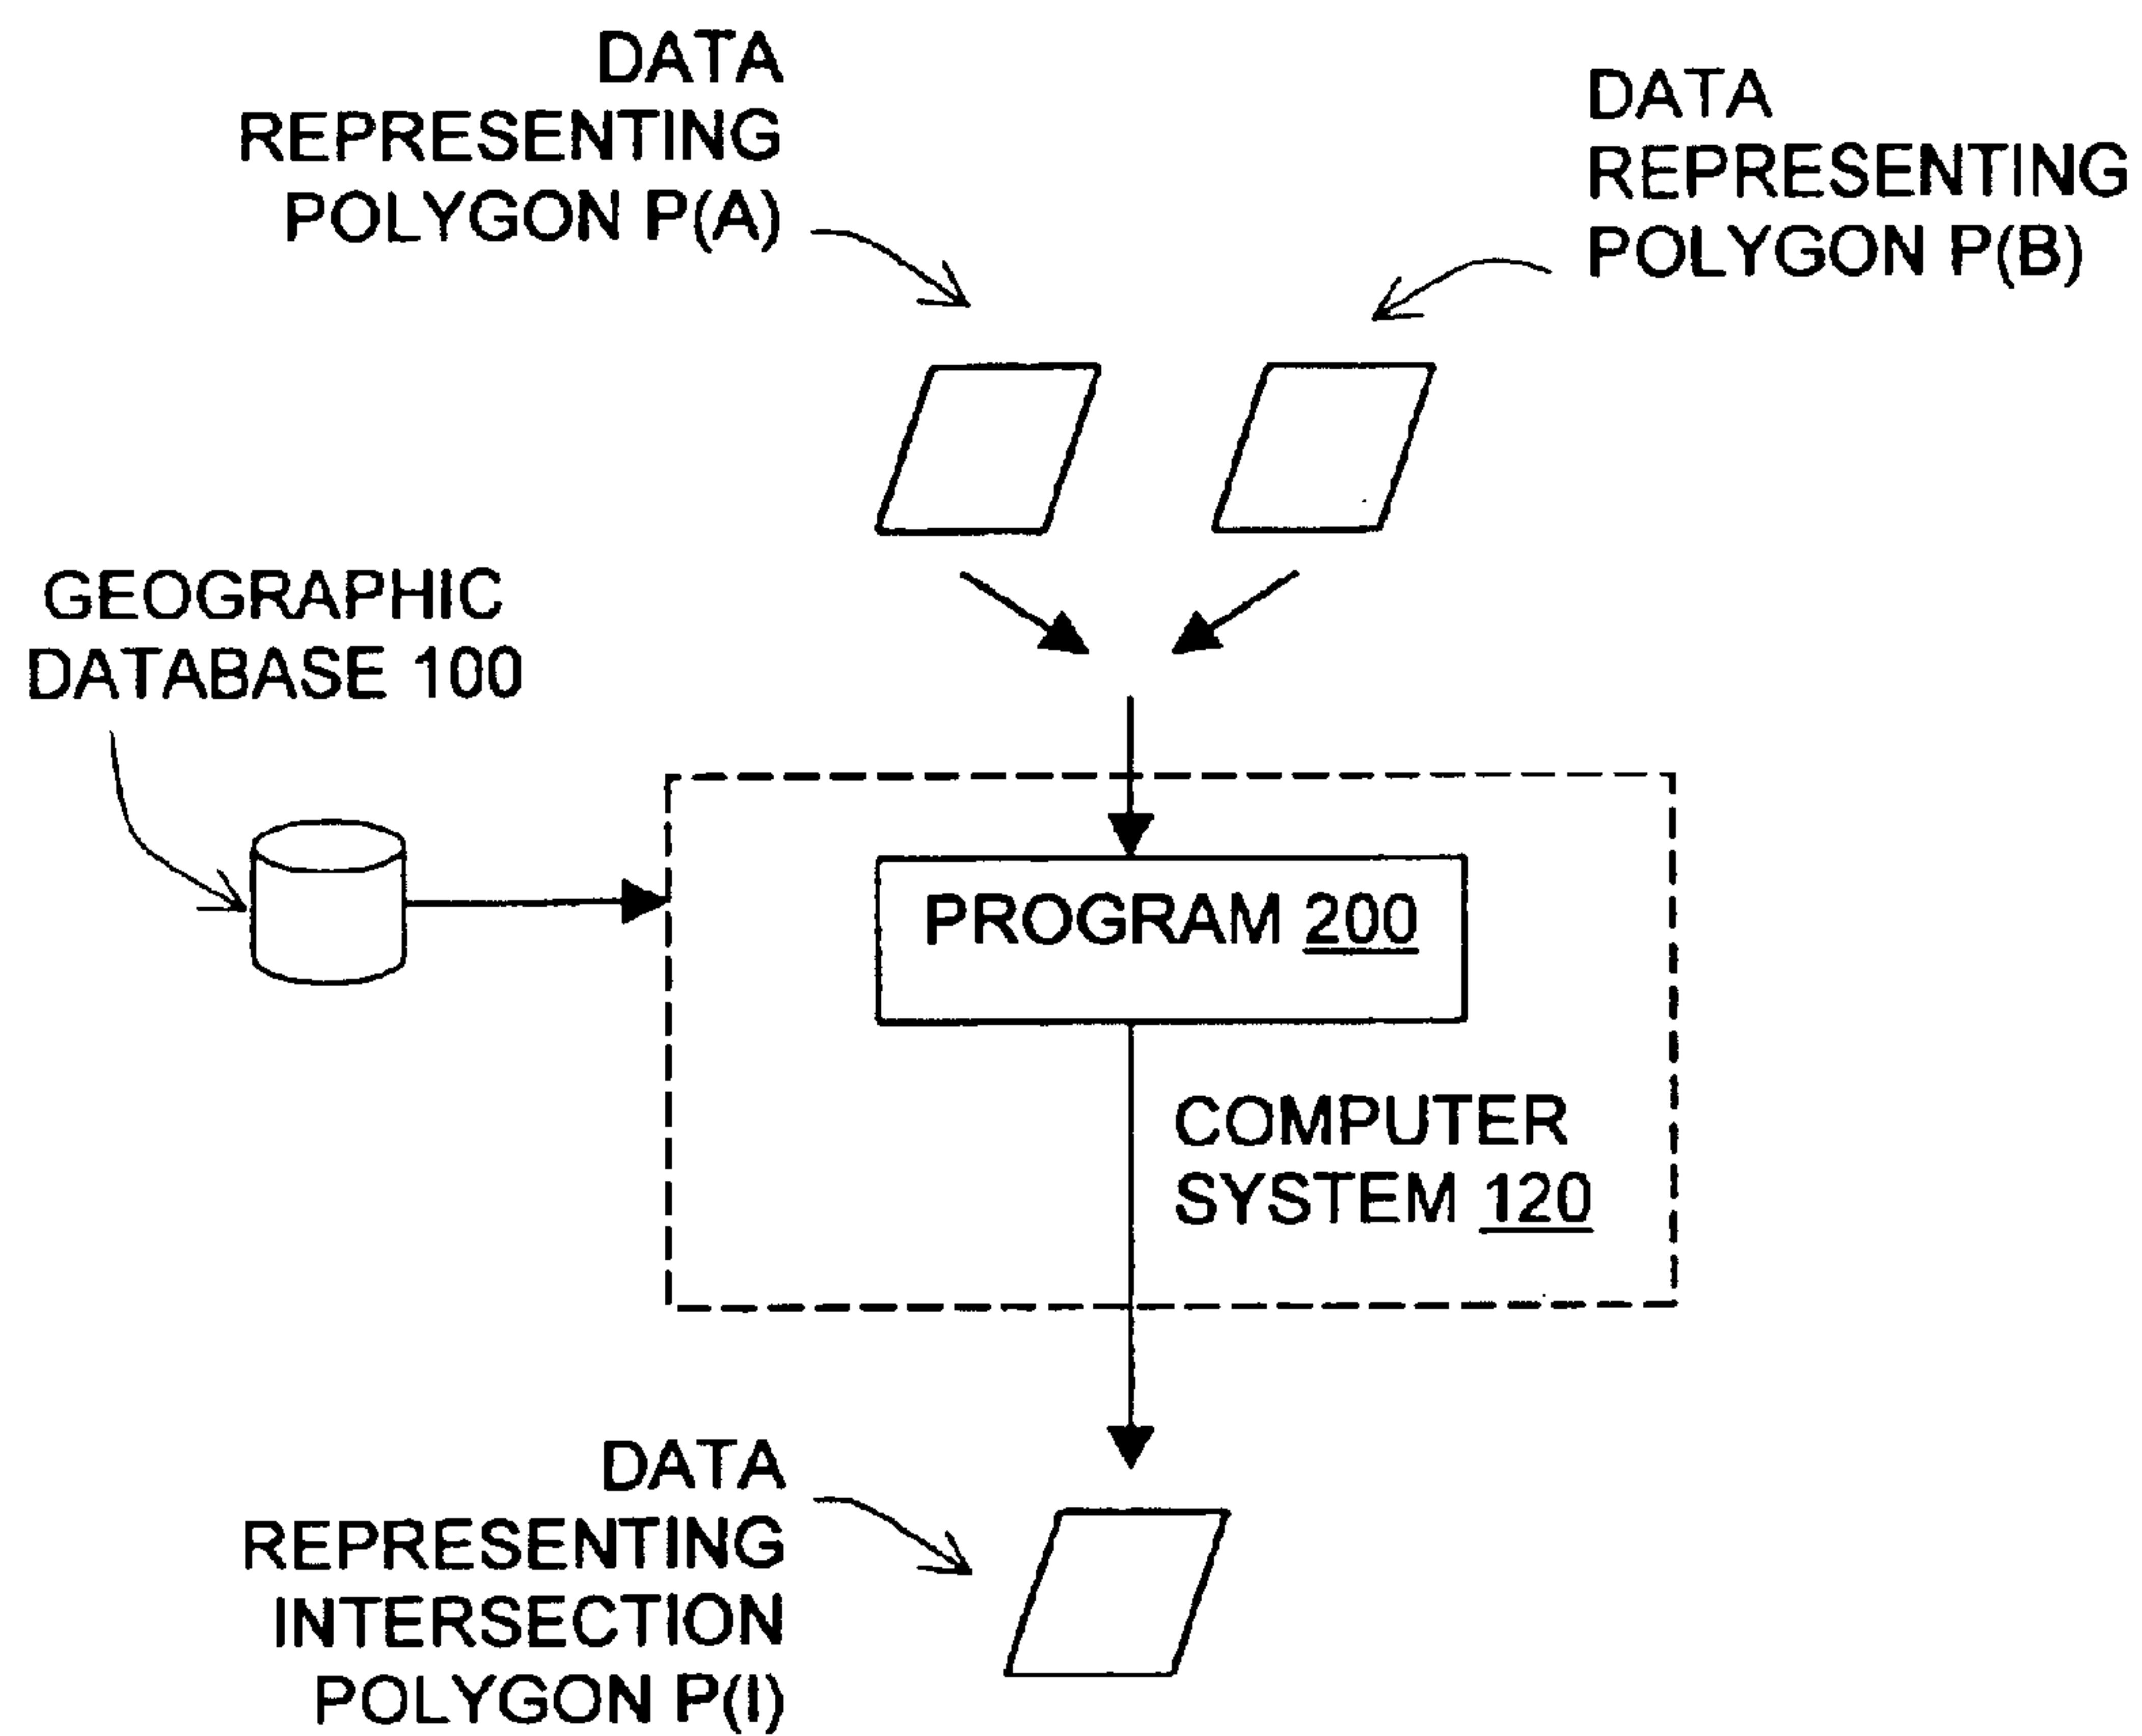 DATA
REPRESENTING
POLYGON P(A)
DATA
REPRESENTING
POLYGON P(B)
GEOGRAPHIC
DATABASE 100
PROGRAM 200
COMPUTER
SYSTEM 120
DATA
REPRESENTING
INTERSECTION
POLYGON P(I)